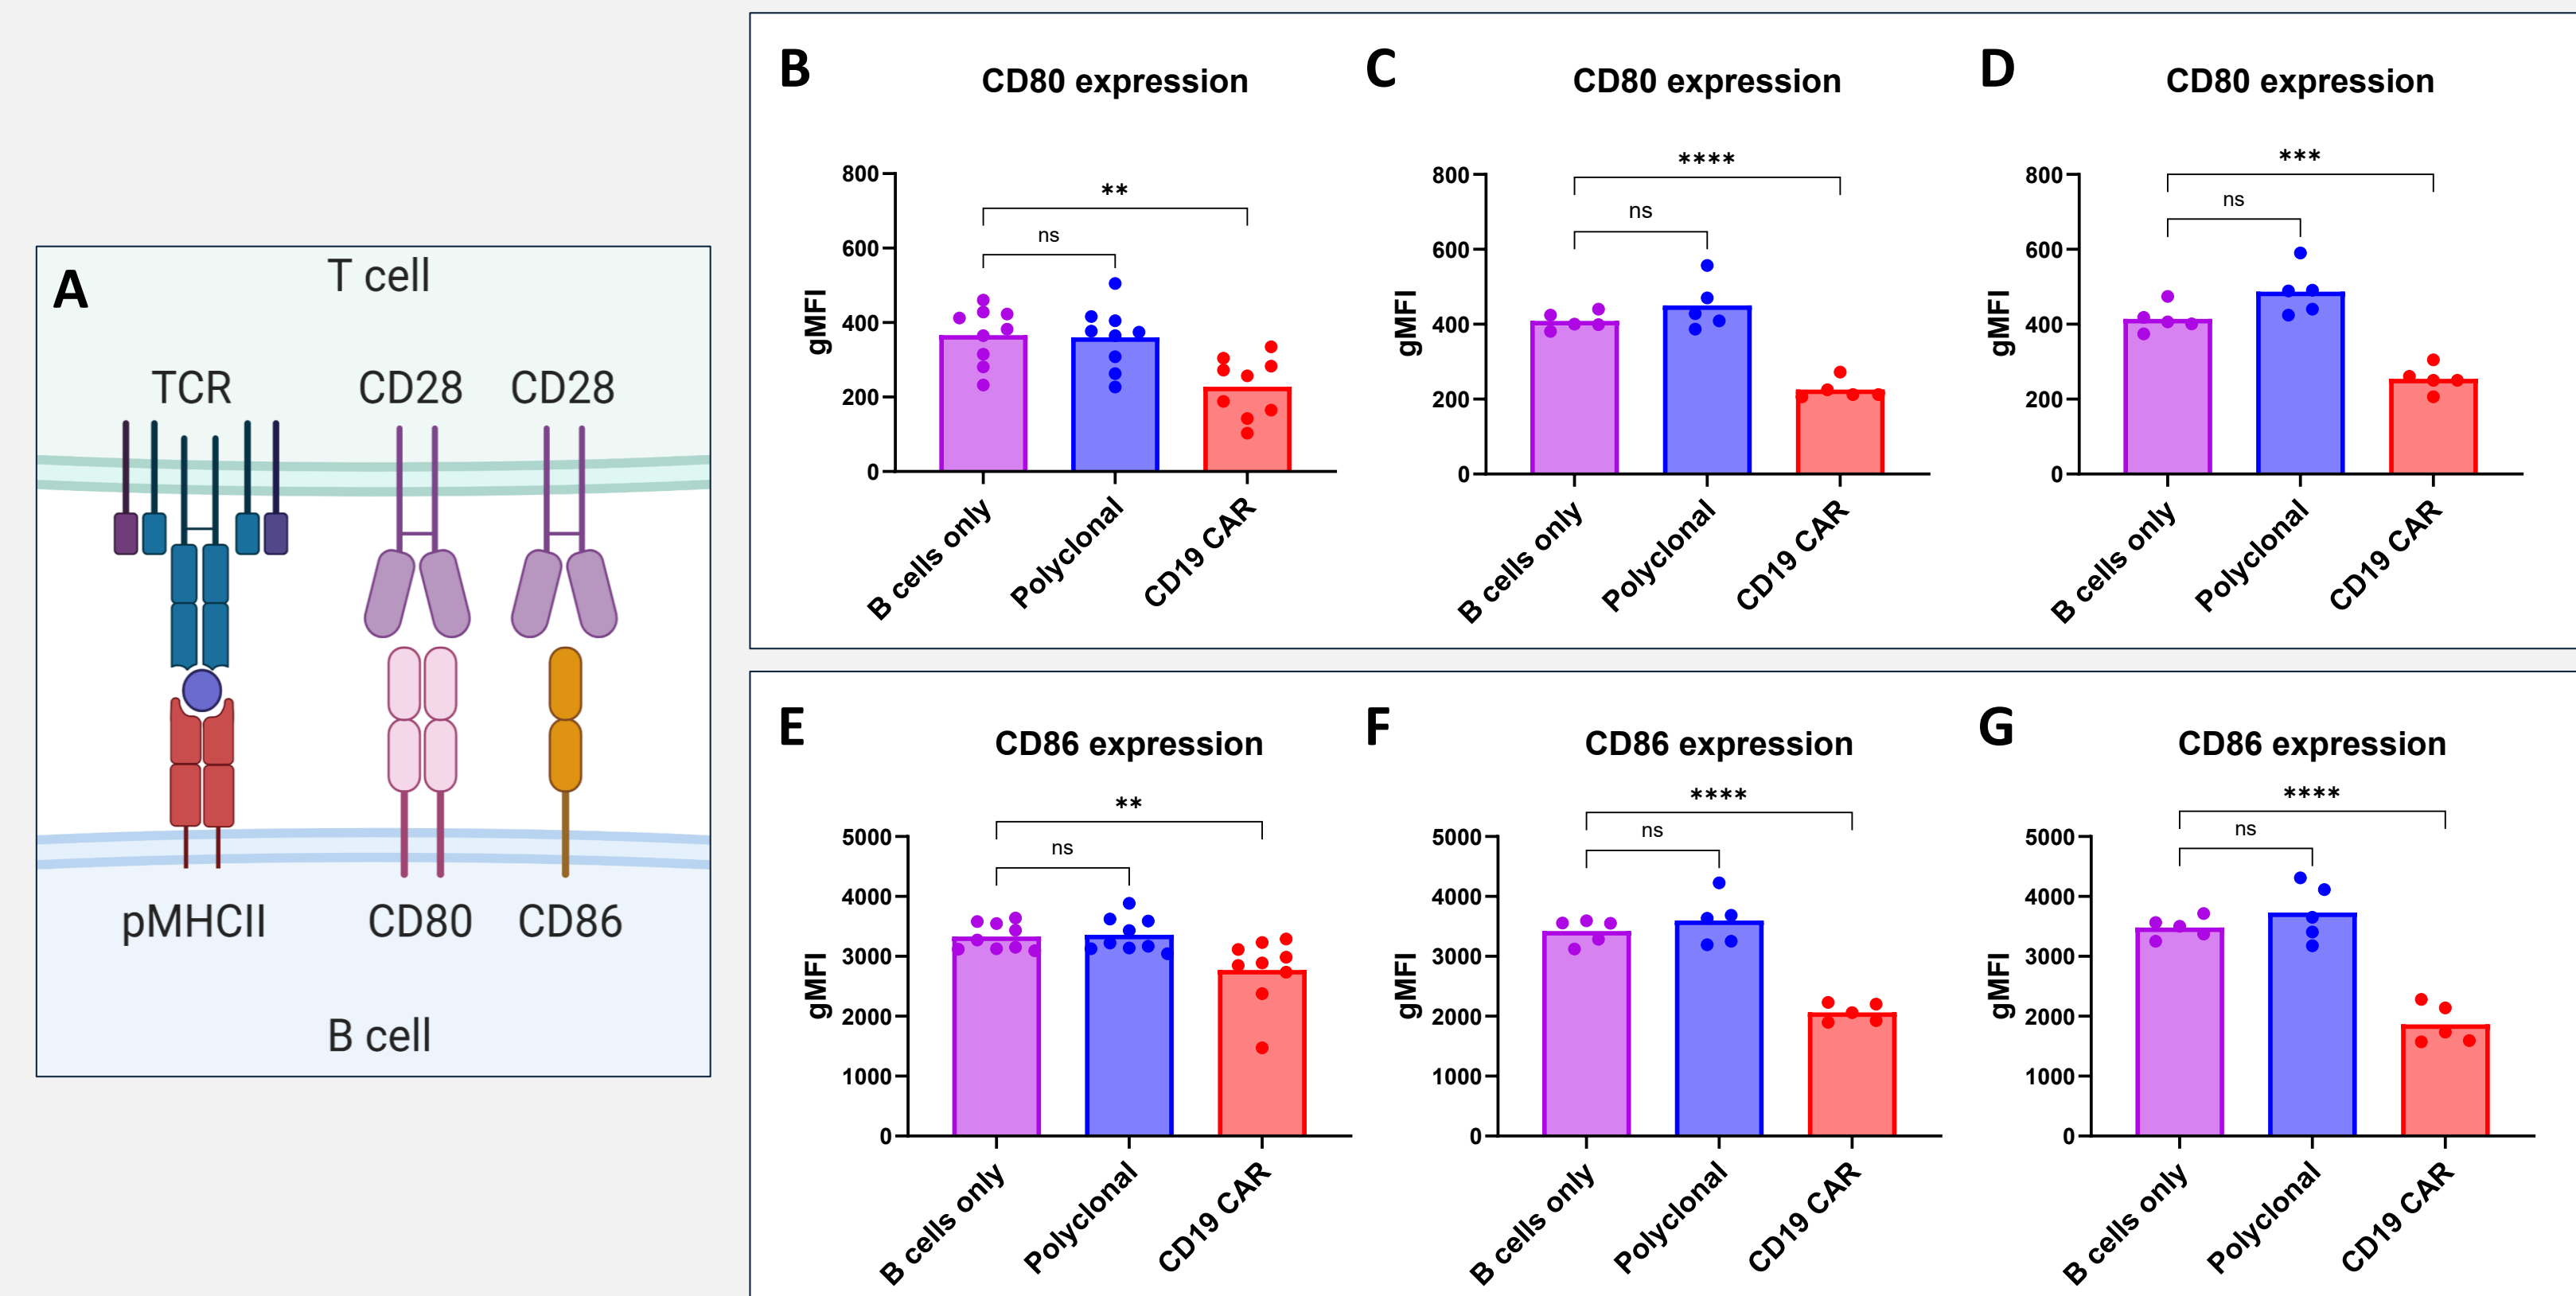 A
T cell
TCR CD28 CD28
pMHCII CD80 CD86
B cell
B
CD80 expression
**
ns
gMFI
800
600
400
200
0
B cells only
Polyclonal
CD19 CAR
C
CD80 expression
****
ns
gMFI
800
600
400
200
0
B cells only
Polyclonal
CD19 CAR
D
CD80 expression
***
ns
gMFI
800
600
400
200
0
B cells only
Polyclonal
CD19 CAR
E
CD86 expression
**
ns
gMFI
5000
4000
3000
2000
1000
0
B cells only
Polyclonal
CD19 CAR
F
CD86 expression
****
ns
gMFI
5000
4000
3000
2000
1000
0
B cells only
Polyclonal
CD19 CAR
G
CD86 expression
****
ns
gMFI
5000
4000
3000
2000
1000
0
B cells only
Polyclonal
CD19 CAR